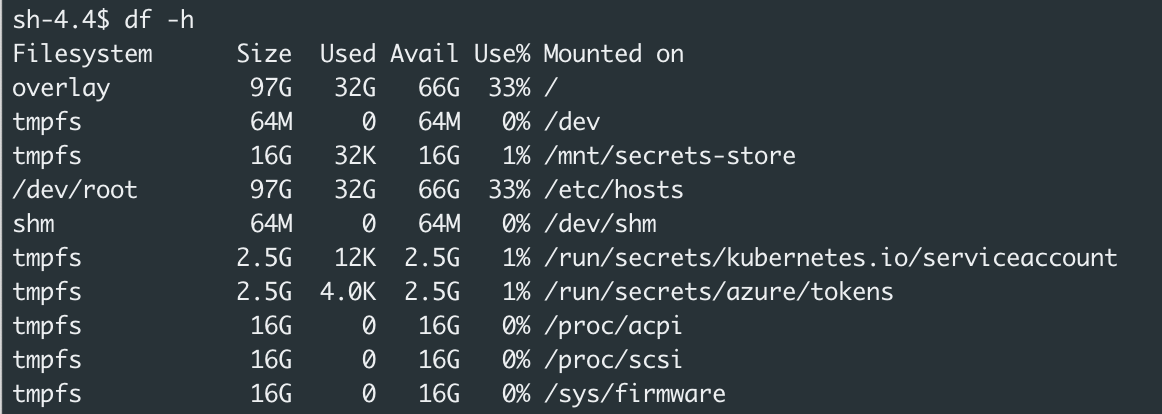 sh-4.4$ df -h
Filesystem      Size  Used Avail Use% Mounted on
overlay          97G   32G   66G  33% /
tmpfs            64M     0   64M   0% /dev
tmpfs            16G   32K   16G   1% /mnt/secrets-store
/dev/root        97G   32G   66G  33% /etc/hosts
shm              64M     0   64M   0% /dev/shm
tmpfs           2.5G   12K  2.5G   1% /run/secrets/kubernetes.io/serviceaccount
tmpfs           2.5G  4.0K  2.5G   1% /run/secrets/azure/tokens
tmpfs            16G     0   16G   0% /proc/acpi
tmpfs            16G     0   16G   0% /proc/scsi
tmpfs            16G     0   16G   0% /sys/firmware